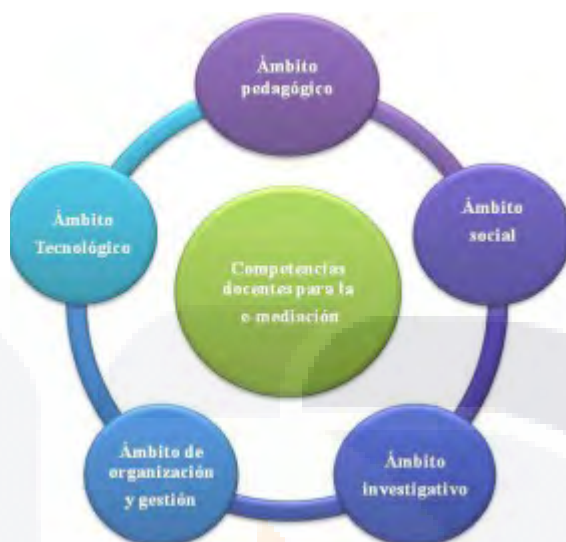 Ámbito
pedagógico
Ámbito
social
Ámbito
Tecnológico
Competencias
docentes para la
e-mediación
Ámbito de
organización
y gestión
Ámbito
investigativo